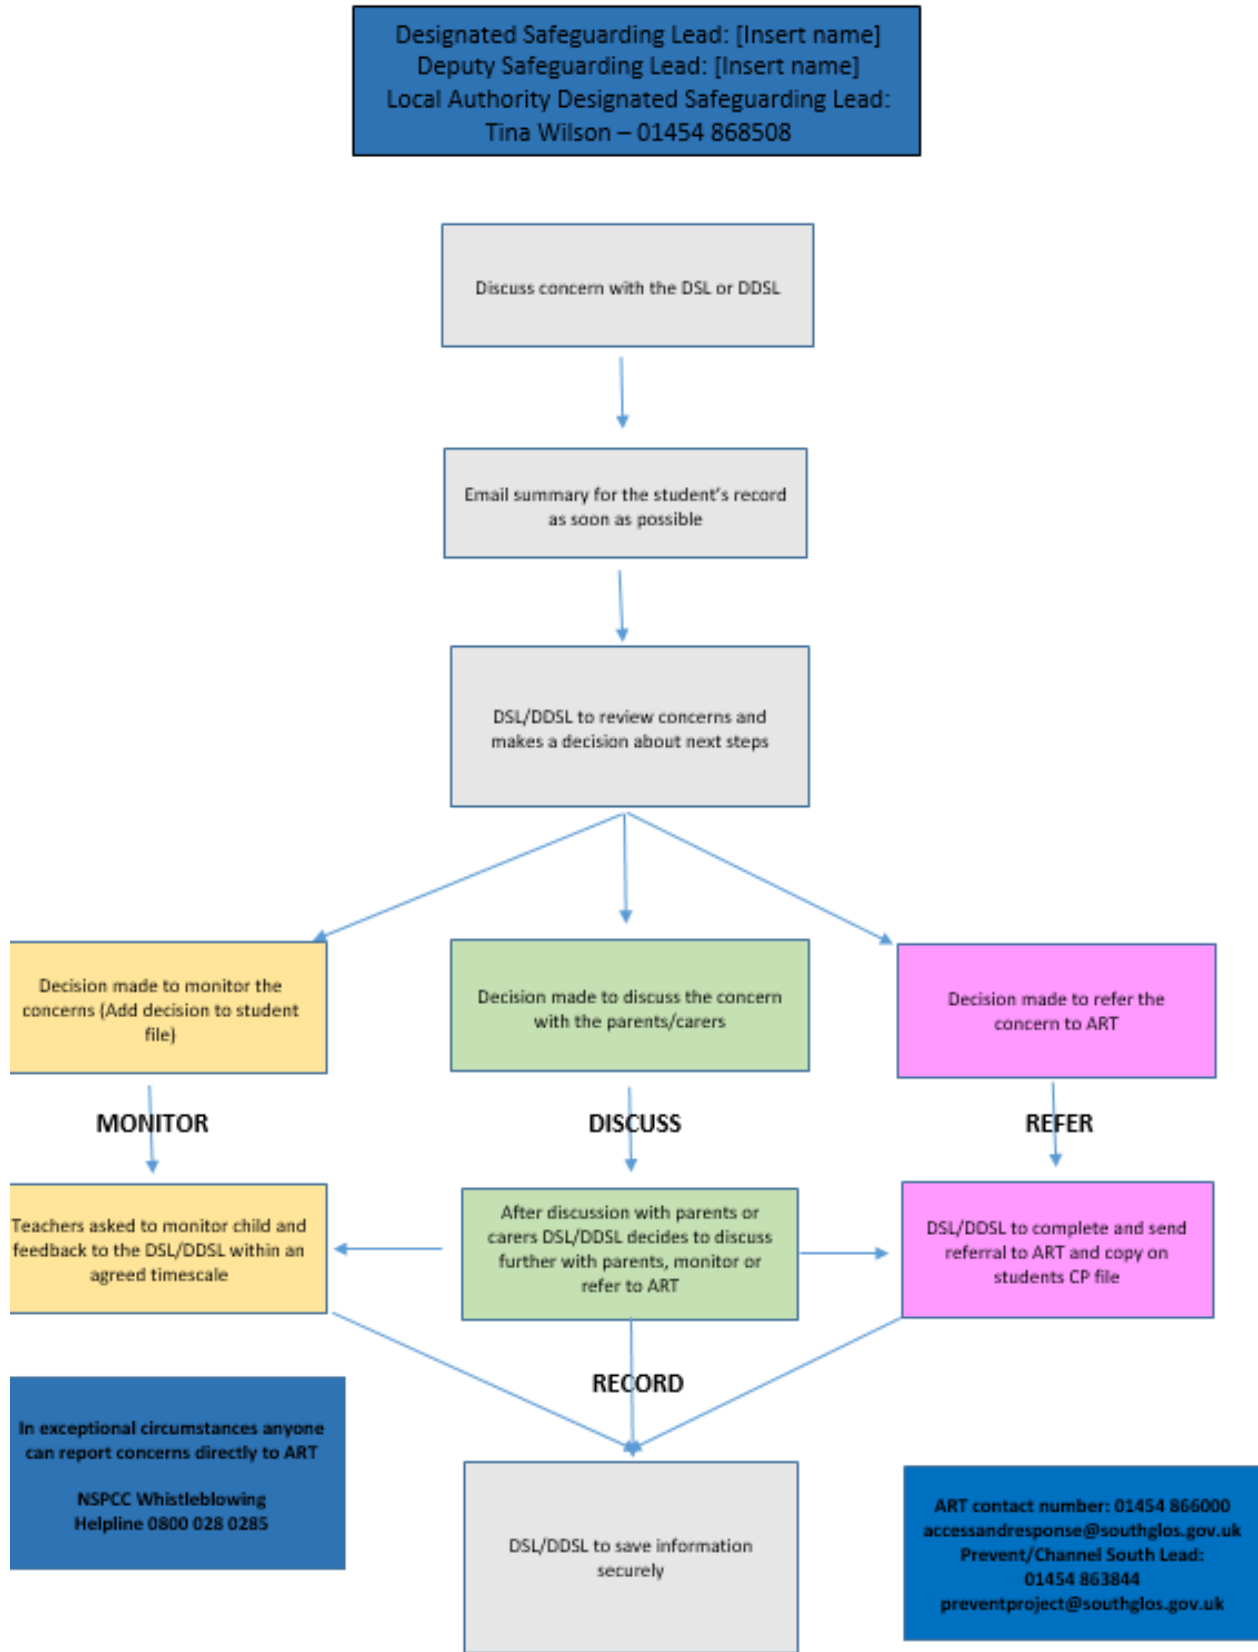 Designated Safeguarding Lead: [Insert name]
Deputy Safeguarding Lead: [Insert name]
Local Authority Designated Safeguarding Lead:
Tina Wilson – 01454 868508
Discuss concern with the DSL or DDSL
Email summary for the student's record
as soon as possible
DSL/DDSL to review concerns and
makes a decision about next steps
Decision made to monitor the
concerns (Add decision to student
file)
Decision made to discuss the concern
with the parents/carers
Decision made to refer the
concern to ART
MONITOR
DISCUSS
REFER
Teachers asked to monitor child and
feedback to the DSL/DDSL within an
agreed timescale
After discussion with parents or
carers DSL/DDSL decides to discuss
further with parents, monitor or
refer to ART
DSL/DDSL to complete and send
referral to ART and copy on
students CP file
RECORD
In exceptional circumstances anyone
can report concerns directly to ART
NSPCC Whistleblowing
Helpline 0800 028 0285
DSL/DDSL to save information
securely
ART contact number: 01454 866000
accessandresponse@southglos.gov.uk
Prevent/Channel South Lead:
01454 863844
preventproject@southglos.gov.uk